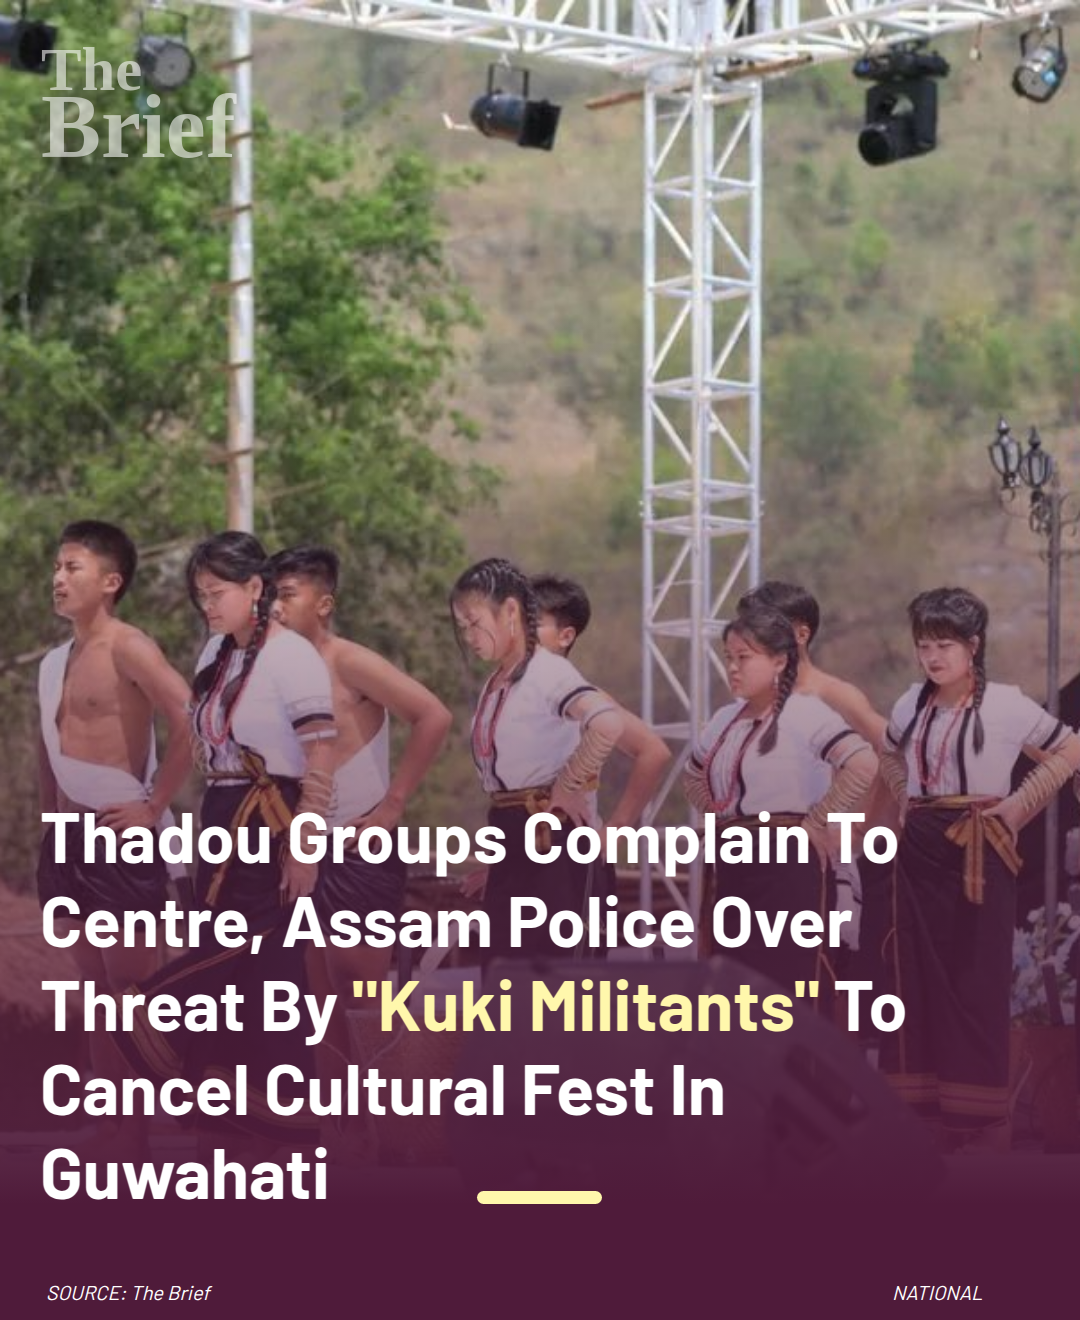 The
Brief
Thadou Groups Complain To
Centre, Assam Police Over
Threat By "Kuki Militants" To
Cancel Cultural Fest In
Guwahati
SOURCE: The Brief
NATIONAL